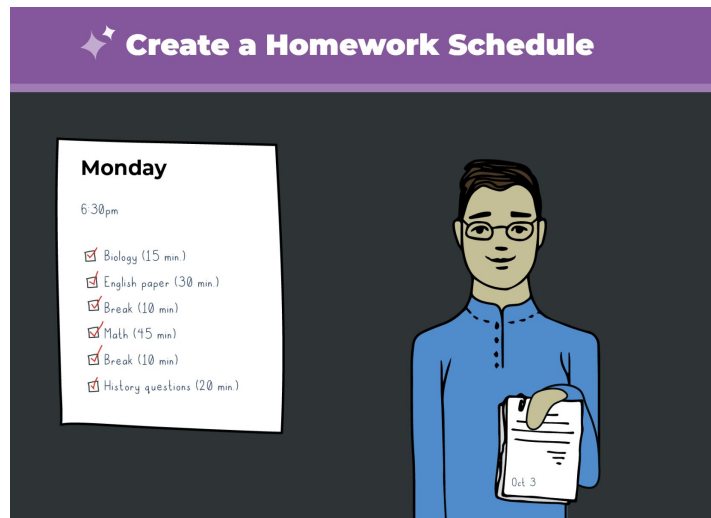 Create a Homework Schedule
Monday
6:30pm
Biology (15 min.)
English paper (30 min.)
Break (10 min)
Math (45 min)
Break (10 min)
History questions (20 min.)
Oct 3